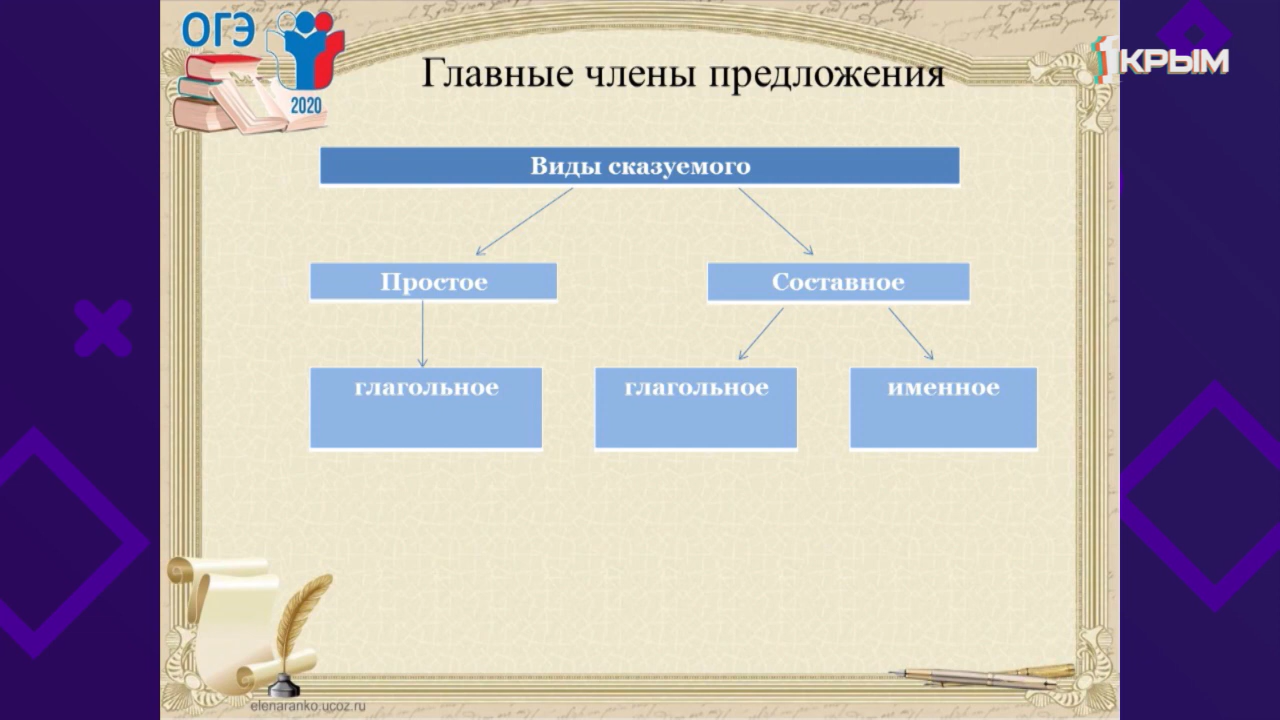 ОГЭ
2020
1КРЫМ
Главные члены предложения
Виды сказуемого
Простое
Составное
глагольное
глагольное
именное
elenaranko.ucoz.ru